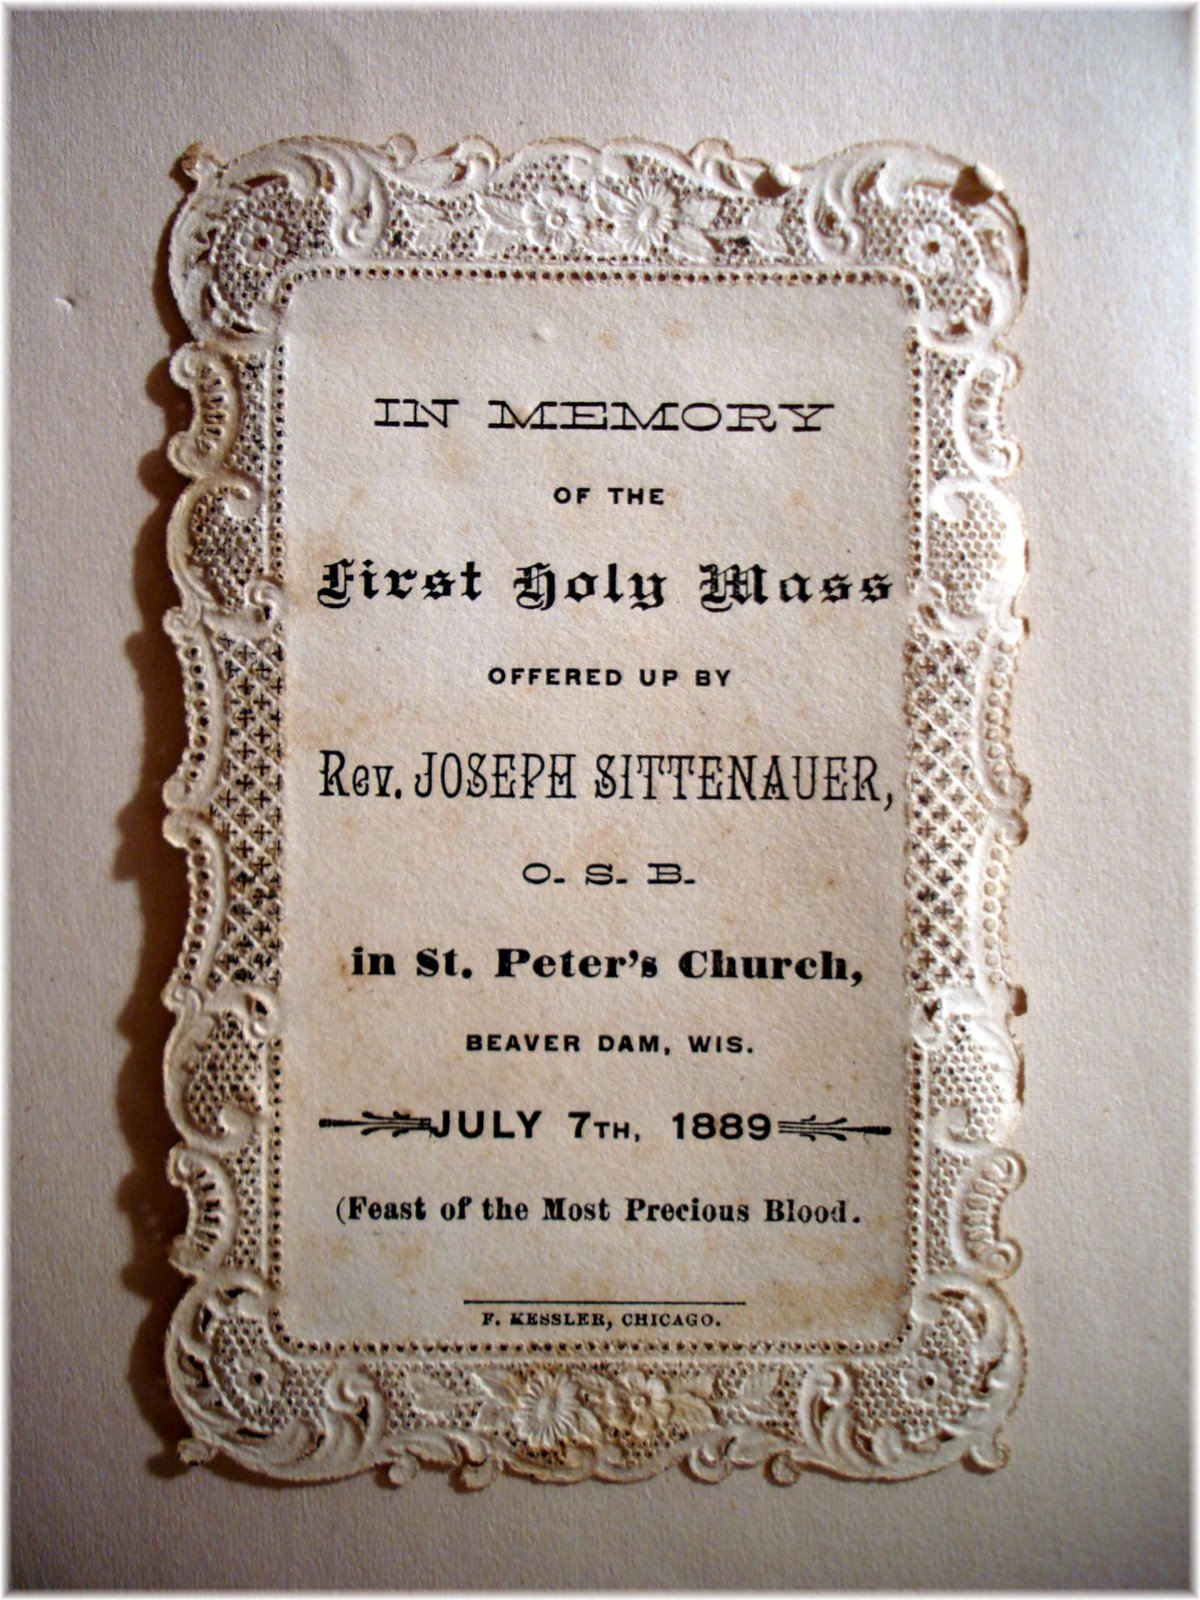 IN MEMORY
OF THE
First Holy Mass
OFFERED UP BY
Rev. JOSEPH SITTENAUER,
O. S. B.
in St. Peter's Church,
BEAVER DAM, WIS.
JULY 7TH, 1889
(Feast of the Most Precious Blood.
F. KESSLER, CHICAGO.